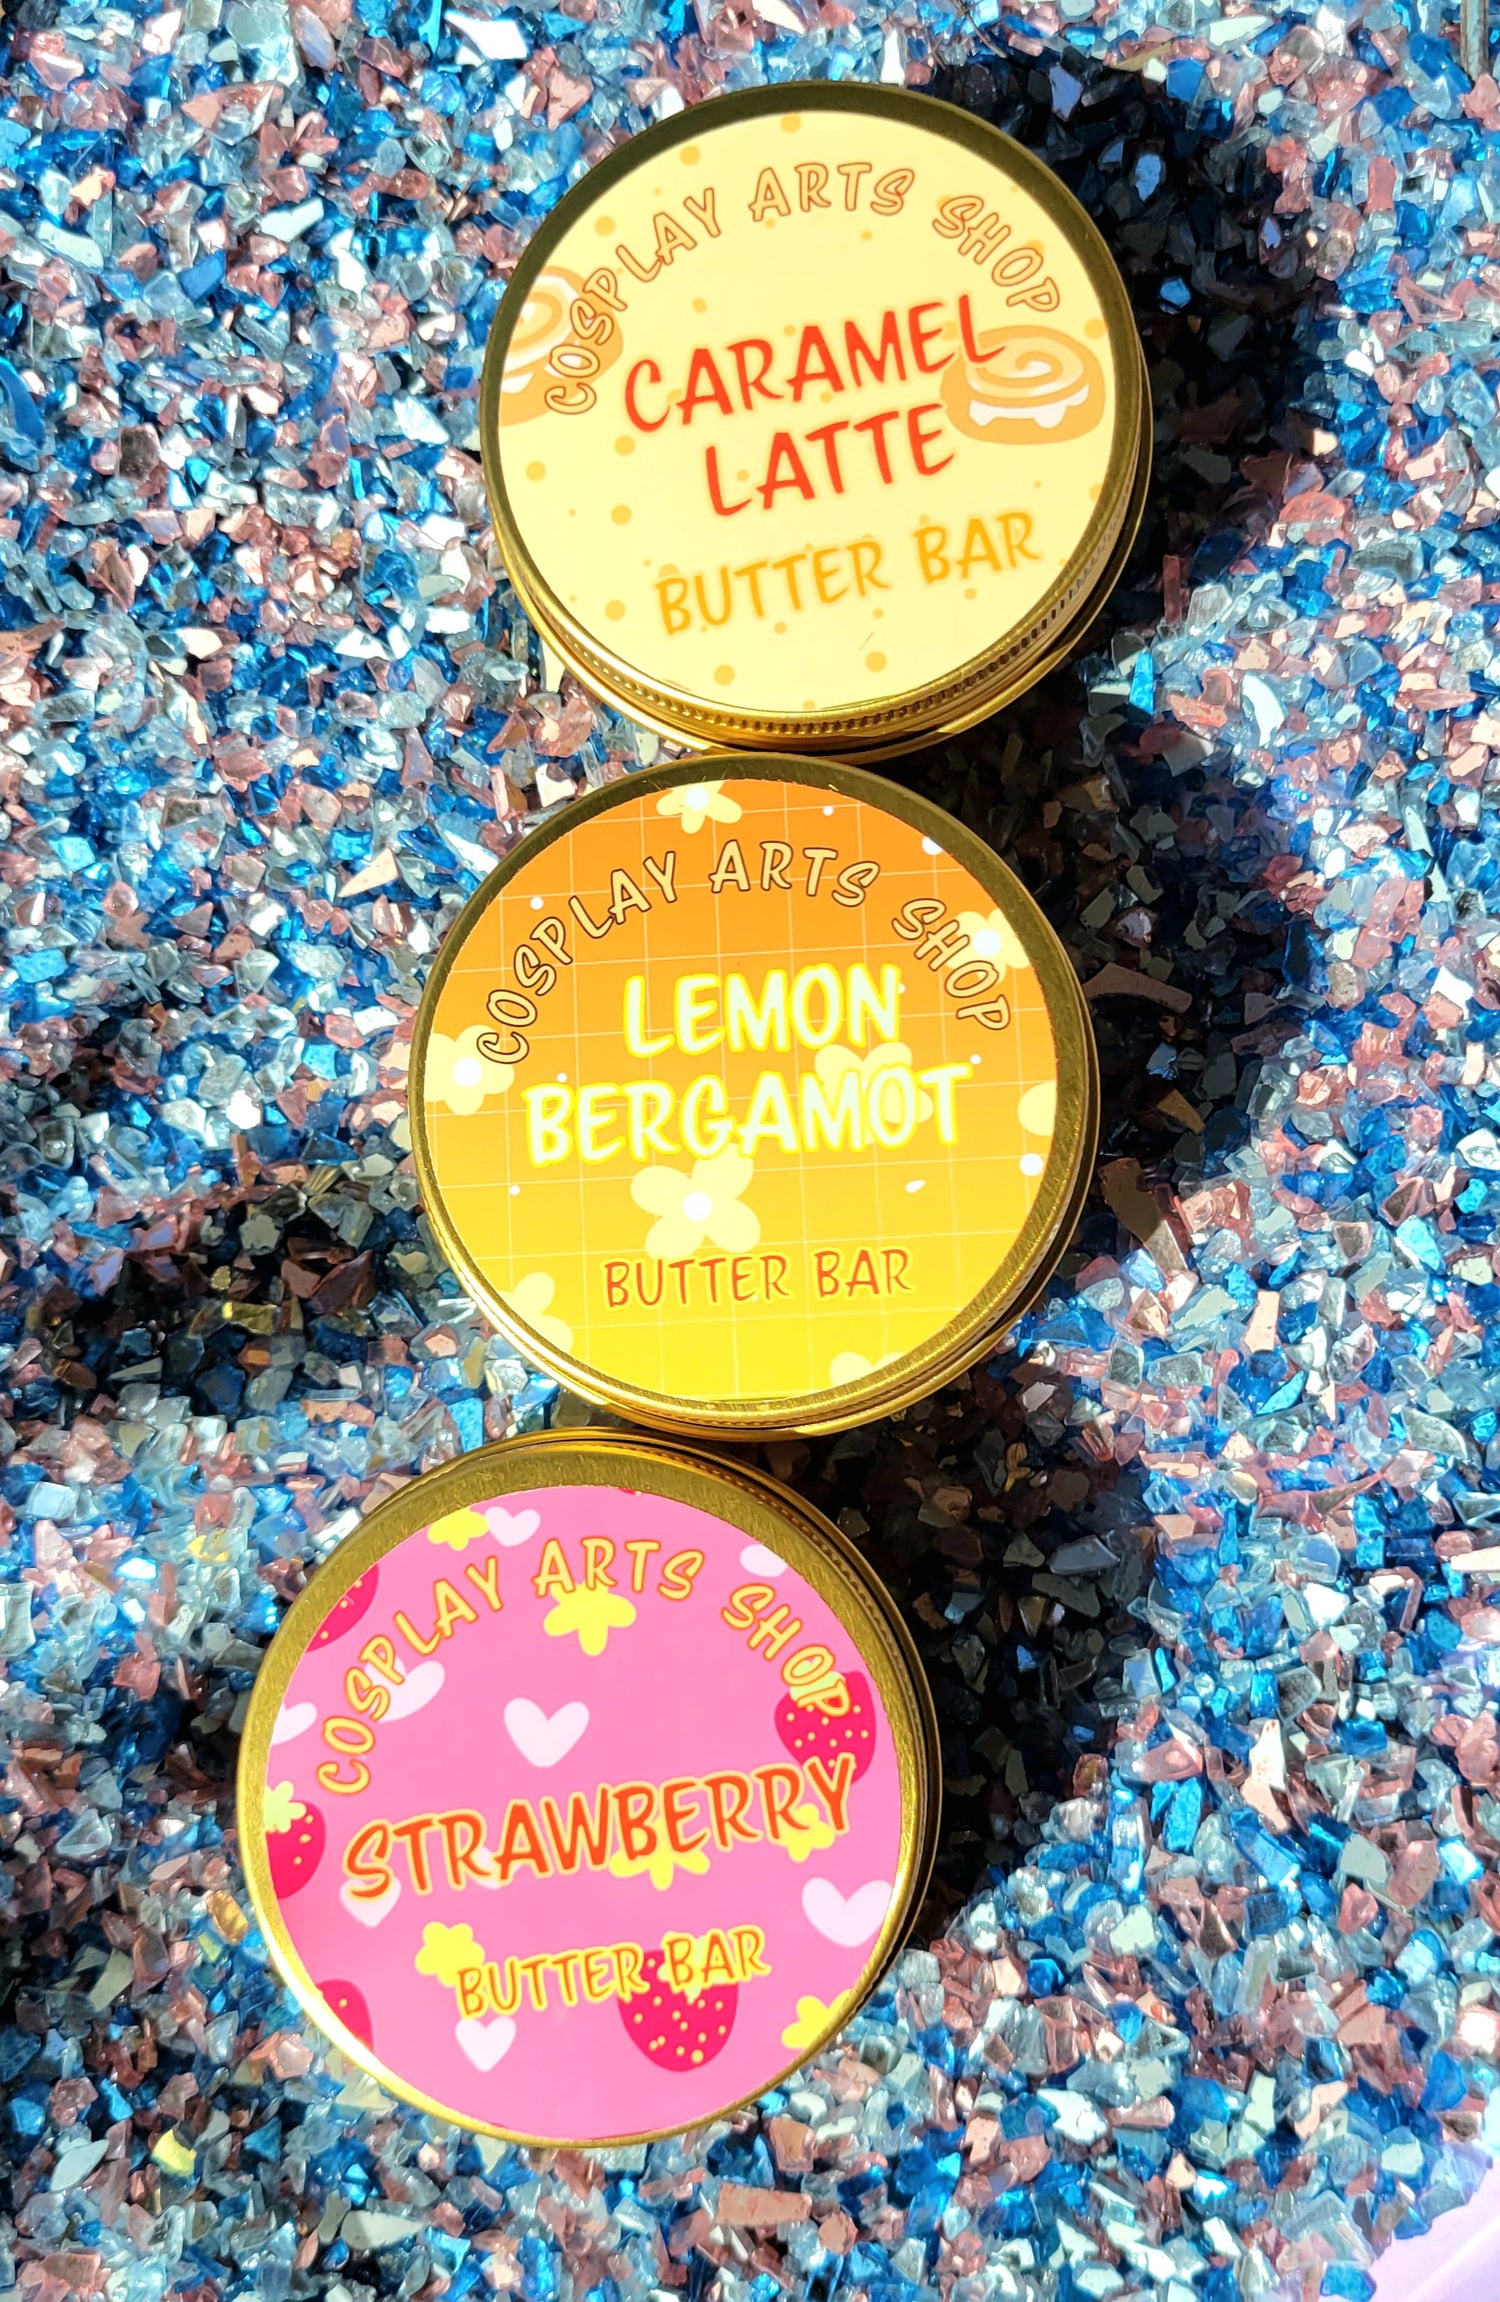 COSPLAY ARTS SHOP
CARAMEL
LATTE
BUTTER BAR
COSPLAY ARTS SHOP
LEMON
BERGAMOT
BUTTER BAR
COSPLAY ARTS SHOP
STRAWBERRY
BUTTER BAR